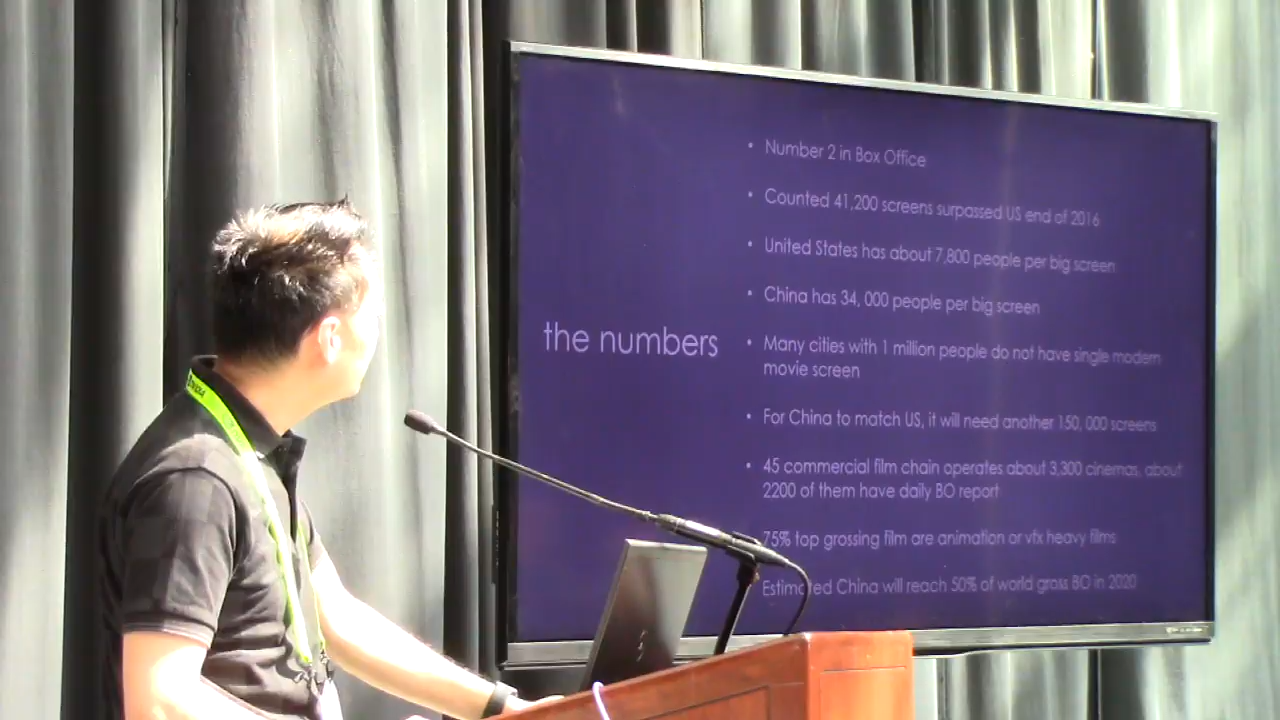 the numbers
• Number 2 in Box Office
• Counted 41,200 screens surpassed US end of 2016
• United States has about 7,800 people per big screen
• China has 34, 000 people per big screen
• Many cities with 1 million people do not have single modern
movie screen
• For China to match US, it will need another 150, 000 screens
• 45 commercial film chain operates about 3,300 cinemas, about
2200 of them have daily BO report
75% top grossing film are animation or vfx heavy films
Estimated China will reach 50% of world gross BO in 2020